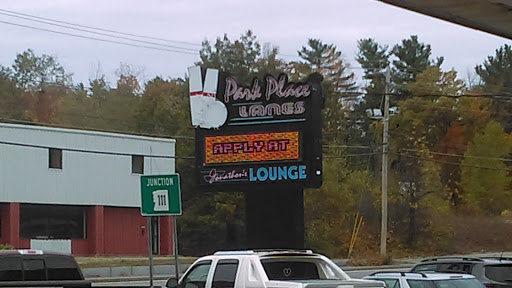 Park Place
LANES
APPLY AT
Jonathon's LOUNGE
JUNCTION
111